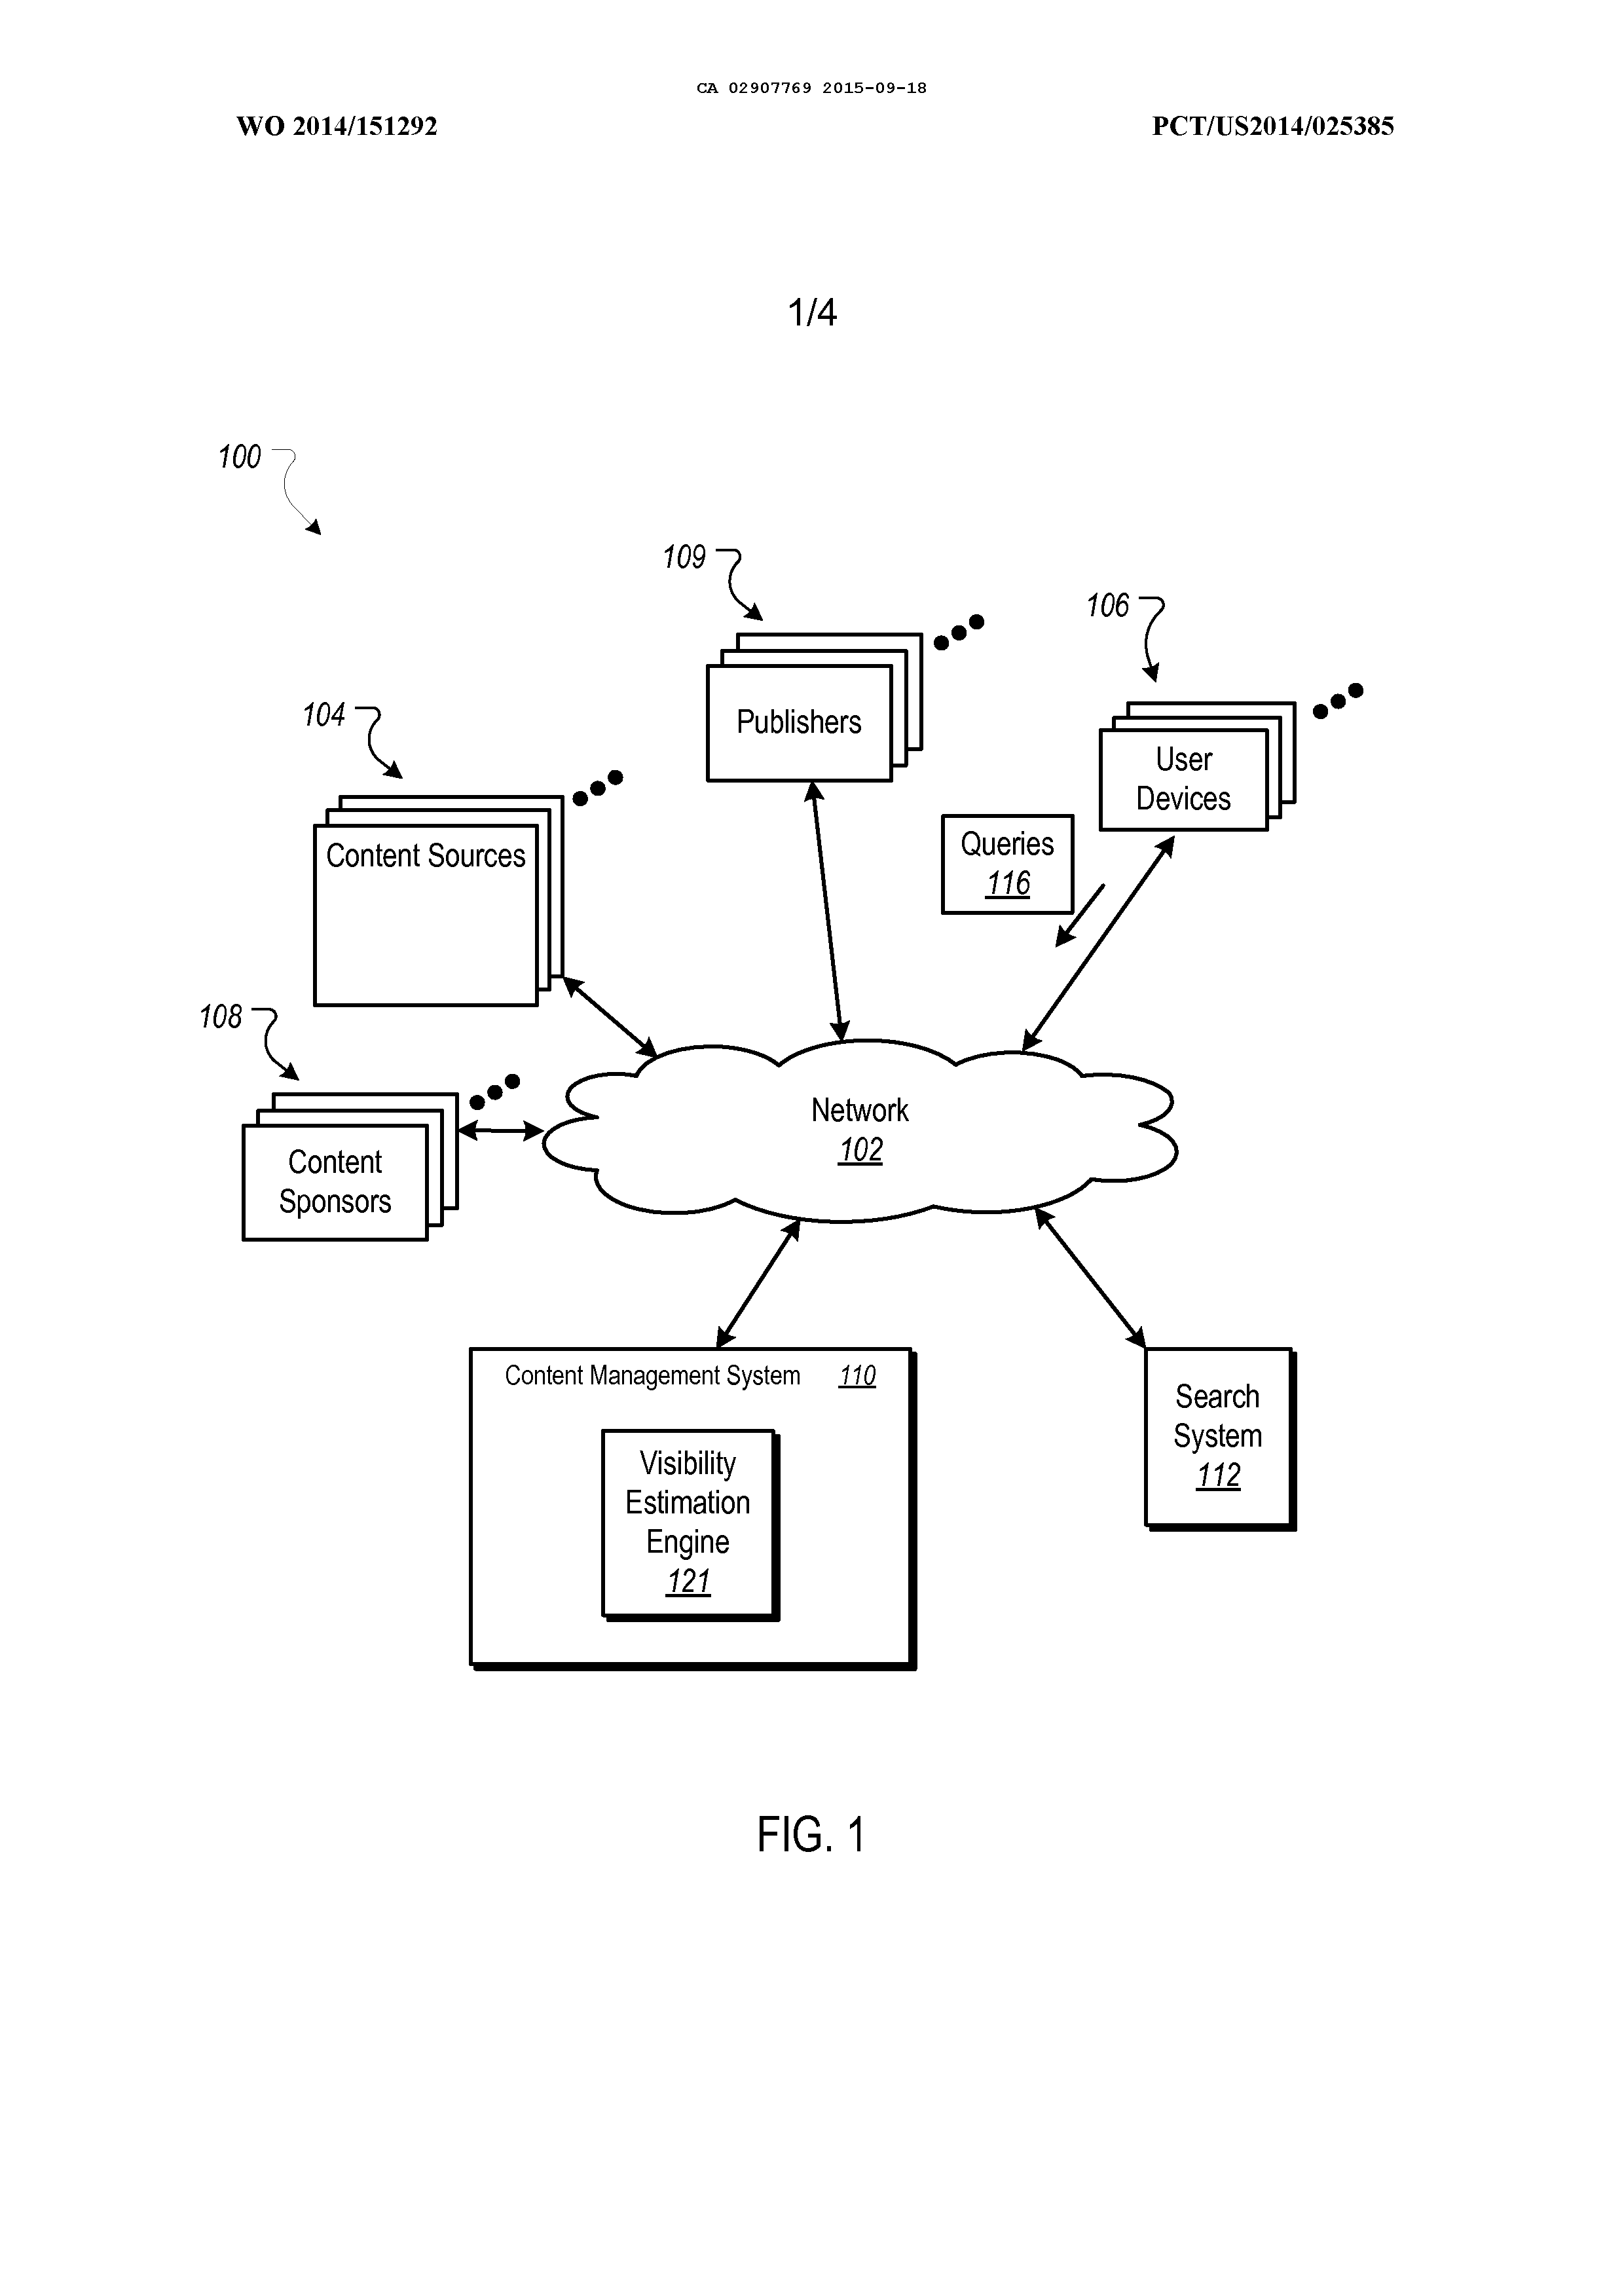 CA 02907769 2015-09-18
WO 2014/151292
PCT/US2014/025385
1/4
100
109
106
104
Publishers
User
Devices
Content Sources
Queries
116
108
Network
102
Content
Sponsors
Content Management System 110
Visibility
Estimation
Engine
121
Search
System
112
FIG. 1